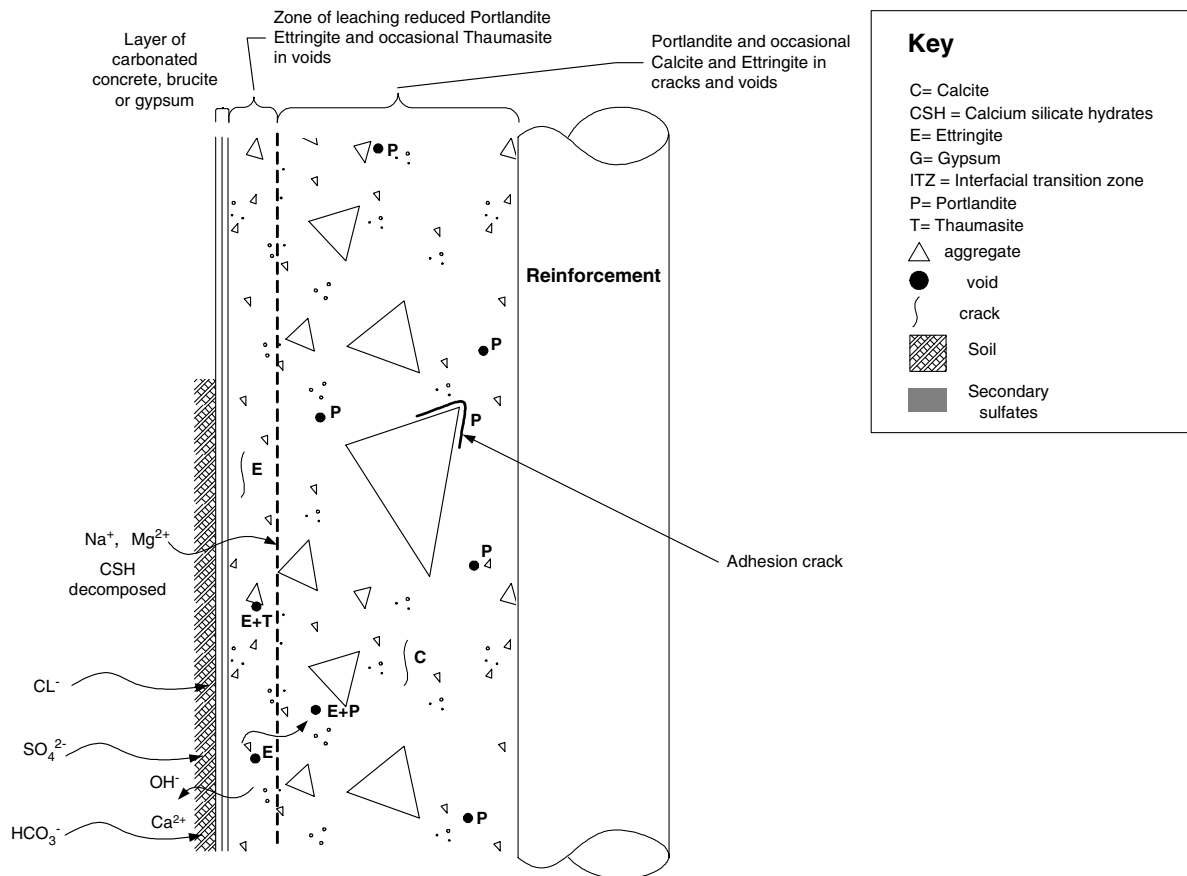 Layer of
carbonated
concrete, brucite
or gypsum
Zone of leaching reduced Portlandite
Ettringite and occasional Thaumasite
in voids
Portlandite and occasional
Calcite and Ettringite in
cracks and voids
P
Reinforcement
P
P
P
E
Na⁺, Mg²⁺
CSH
decomposed
P
Adhesion crack
E+T
C
CL⁻
E+P
SO₄²⁻
E
OH⁻
Ca²⁺
P
HCO₃⁻
Key
C= Calcite
CSH = Calcium silicate hydrates
E= Ettringite
G= Gypsum
ITZ = Interfacial transition zone
P= Portlandite
T= Thaumasite
aggregate
void
crack
Soil
Secondary
sulfates